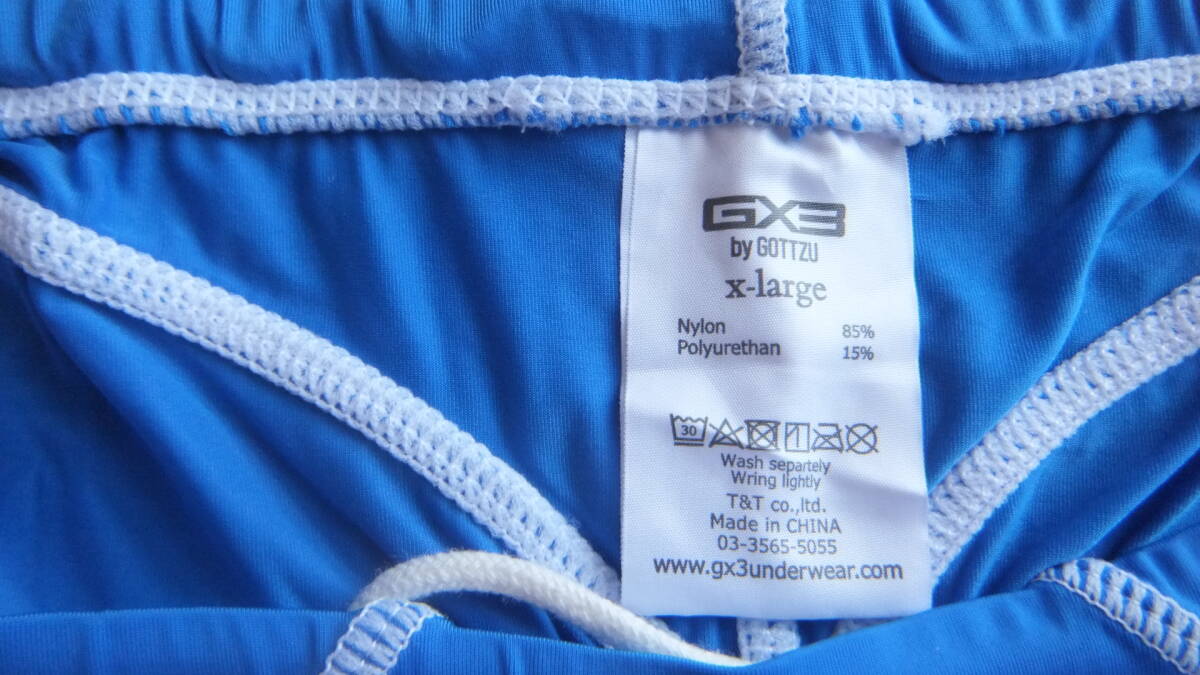 GX3
by GOTTZU
x-large
Nylon 85%
Polyurethan 15%
30
Wash separtely
Wring lightly
T&T co.,ltd.
Made in CHINA
03-3565-5055
www.gx3underwear.com